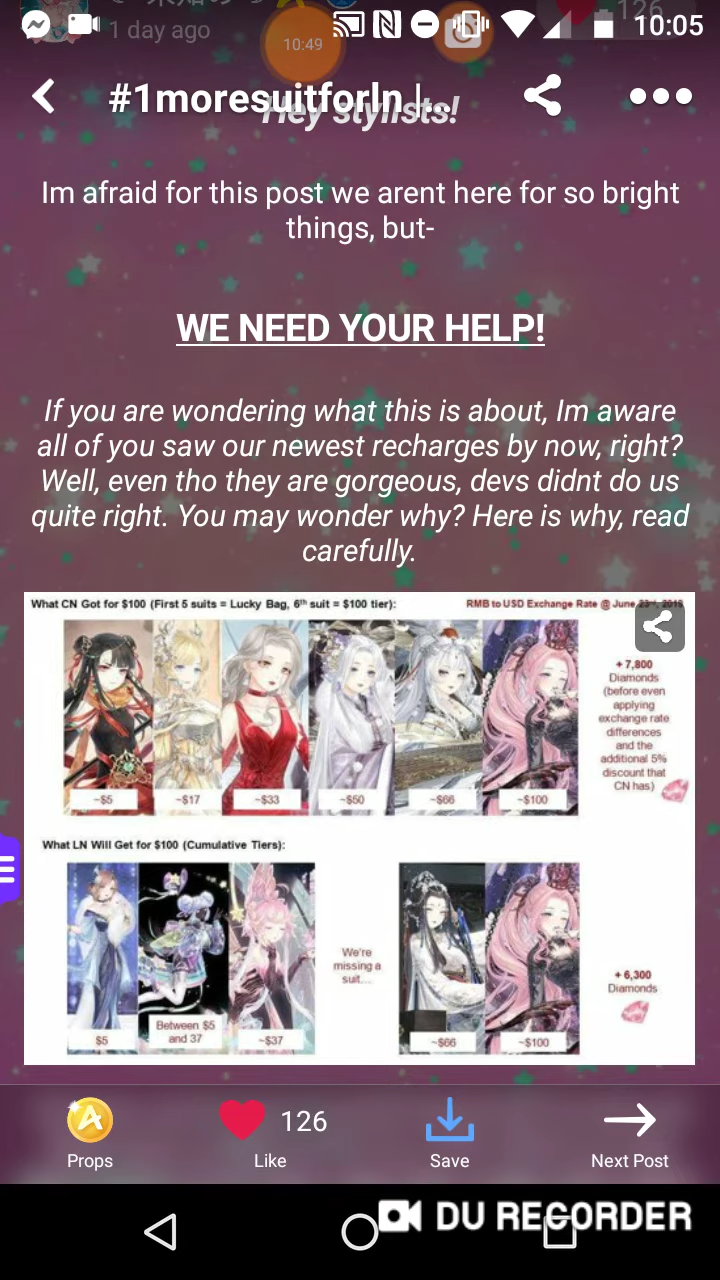 1 day ago
10:49
126
10:05
#1moresuitforln |...
Hey stylists!
Im afraid for this post we arent here for so bright
things, but-
WE NEED YOUR HELP!
If you are wondering what this is about, Im aware
all of you saw our newest recharges by now, right?
Well, even tho they are gorgeous, devs didnt do us
quite right. You may wonder why? Here is why, read
carefully.
What CN Got for $100 (First 5 suits = Lucky Bag, 6th suit = $100 tier):
RMB to USD Exchange Rate @ June 23rd, 2019
~$5
~$17
~$33
~$50
~$66
~$100
+ 7,800
Diamonds
(before even
applying
exchange rate
differences
and the
additional 5%
discount that
CN has)
What LN Will Get for $100 (Cumulative Tiers):
$5
Between $5
and 37
~$37
We're
missing a
suit...
~$66
~$100
+ 6,300
Diamonds
126
Props
Like
Save
Next Post
DU RECORDER